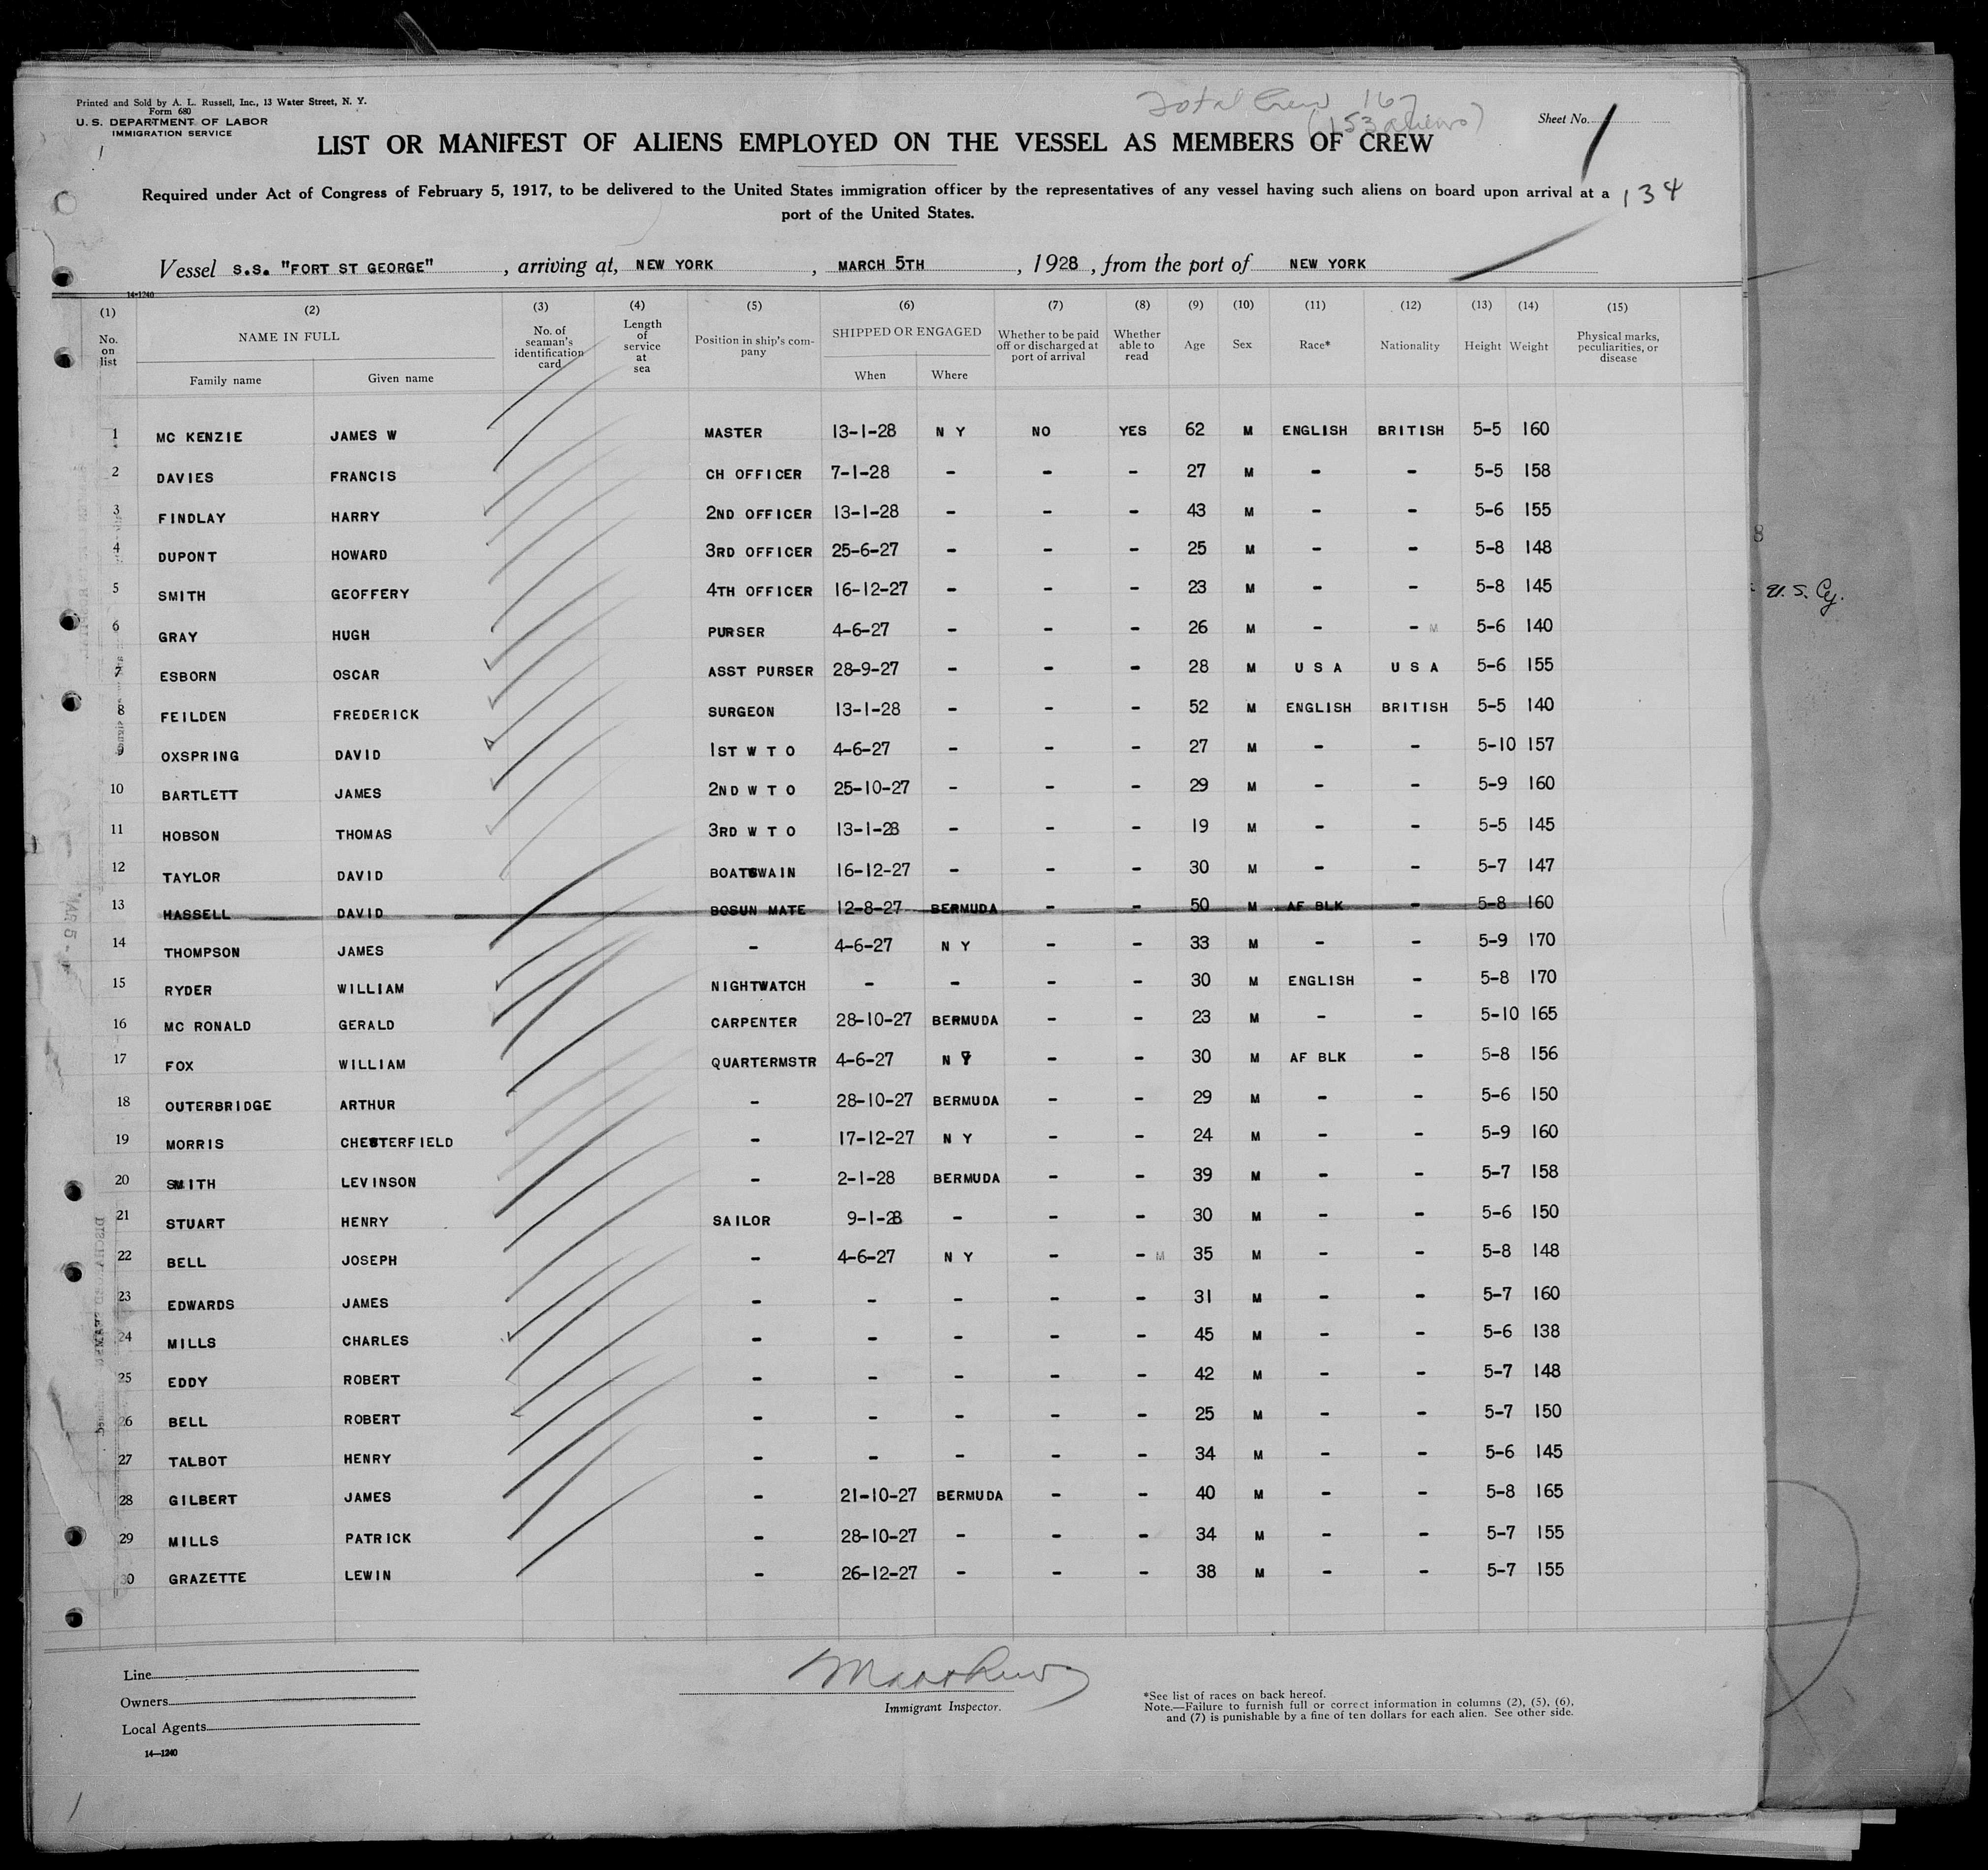 Printed and Sold by A. L. Russell, Inc., 13 Water Street, N. Y.
Form 680
U. S. DEPARTMENT OF LABOR
IMMIGRATION SERVICE
Total Crew 167
(153 aliens)
Sheet No. 1
LIST OR MANIFEST OF ALIENS EMPLOYED ON THE VESSEL AS MEMBERS OF CREW
Required under Act of Congress of February 5, 1917, to be delivered to the United States immigration officer by the representatives of any vessel having such aliens on board upon arrival at a
port of the United States.
134
Vessel S.S. "FORT ST GEORGE", arriving at, NEW YORK, MARCH 5TH, 1928, from the port of NEW YORK
14-1240
(1) (2) (3) (4) (5) (6) (7) (8) (9) (10) (11) (12) (13) (14) (15)
No. on list NAME IN FULL Family name Given name No. of seaman's identification card Length of service at sea Position in ship's company SHIPPED OR ENGAGED When Where Whether to be paid off or discharged at port of arrival Whether able to read Age Sex Race* Nationality Height Weight Physical marks, peculiarities, or disease
1 MC KENZIE JAMES W MASTER 13-1-28 N Y NO YES 62 M ENGLISH BRITISH 5-5 160
2 DAVIES FRANCIS CH OFFICER 7-1-28 - - - 27 M - - 5-5 158
3 FINDLAY HARRY 2ND OFFICER 13-1-28 - - - 43 M - - 5-6 155
4 DUPONT HOWARD 3RD OFFICER 25-6-27 - - - 25 M - - 5-8 148
5 SMITH GEOFFERY 4TH OFFICER 16-12-27 - - - 23 M - - 5-8 145
6 GRAY HUGH PURSER 4-6-27 - - - 26 M - - M 5-6 140
7 ESBORN OSCAR ASST PURSER 28-9-27 - - - 28 M U S A U S A 5-6 155
8 FEILDEN FREDERICK SURGEON 13-1-28 - - - 52 M ENGLISH BRITISH 5-5 140
9 OXSPRING DAVID 1ST W T O 4-6-27 - - - 27 M - - 5-10 157
10 BARTLETT JAMES 2ND W T O 25-10-27 - - - 29 M - - 5-9 160
11 HOBSON THOMAS 3RD W T O 13-1-28 - - - 19 M - - 5-5 145
12 TAYLOR DAVID BOATSWAIN 16-12-27 - - - 30 M - - 5-7 147
13 HASSELL DAVID BOSUN MATE 12-8-27 BERMUDA - - 50 M AF BLK - 5-8 160
14 THOMPSON JAMES - 4-6-27 N Y - - 33 M - - 5-9 170
15 RYDER WILLIAM NIGHTWATCH - - - - 30 M ENGLISH - 5-8 170
16 MC RONALD GERALD CARPENTER 28-10-27 BERMUDA - - 23 M - - 5-10 165
17 FOX WILLIAM QUARTERMSTR 4-6-27 N Y - - 30 M AF BLK - 5-8 156
18 OUTERBRIDGE ARTHUR - 28-10-27 BERMUDA - - 29 M - - 5-6 150
19 MORRIS CHESTERFIELD - 17-12-27 N Y - - 24 M - - 5-9 160
20 SMITH LEVINSON - 2-1-28 BERMUDA - - 39 M - - 5-7 158
21 STUART HENRY SAILOR 9-1-28 - - - 30 M - - 5-6 150
22 BELL JOSEPH - 4-6-27 N Y - - M 35 M - - 5-8 148
23 EDWARDS JAMES - - - - - 31 M - - 5-7 160
24 MILLS CHARLES - - - - - 45 M - - 5-6 138
25 EDDY ROBERT - - - - - 42 M - - 5-7 148
26 BELL ROBERT - - - - - 25 M - - 5-7 150
27 TALBOT HENRY - - - - - 34 M - - 5-6 145
28 GILBERT JAMES - 21-10-27 BERMUDA - - 40 M - - 5-8 165
29 MILLS PATRICK - 28-10-27 - - - 34 M - - 5-7 155
30 GRAZETTE LEWIN - 26-12-27 - - - 38 M - - 5-7 155
8
U. S. Cy.
Line
Owners
Local Agents
14—1240
Immigrant Inspector.
*See list of races on back hereof.
Note.—Failure to furnish full or correct information in columns (2), (5), (6),
and (7) is punishable by a fine of ten dollars for each alien. See other side.